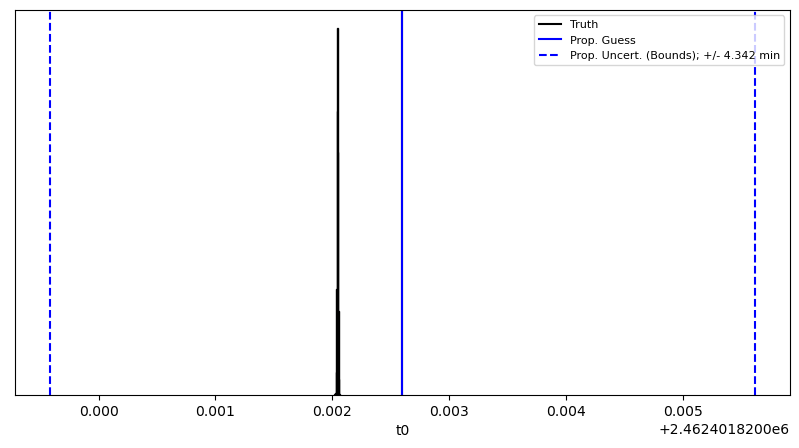 Truth
Prop. Guess
Prop. Uncert. (Bounds); +/- 4.342 min
0.000 0.001 0.002 0.003 0.004 0.005
t0
+2.4624018200e6